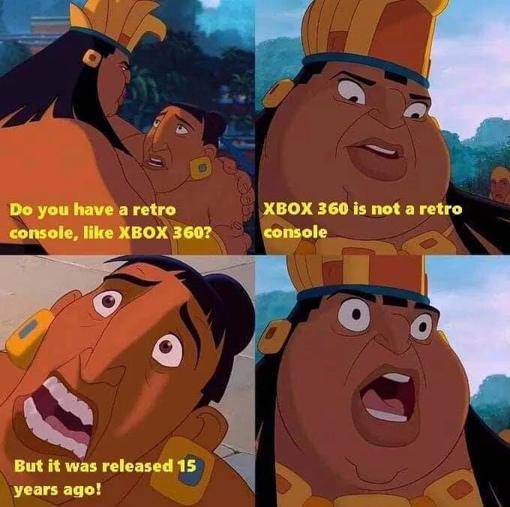 Do you have a retro
console, like XBOX 360?
XBOX 360 is not a retro
console
But it was released 15
years ago!